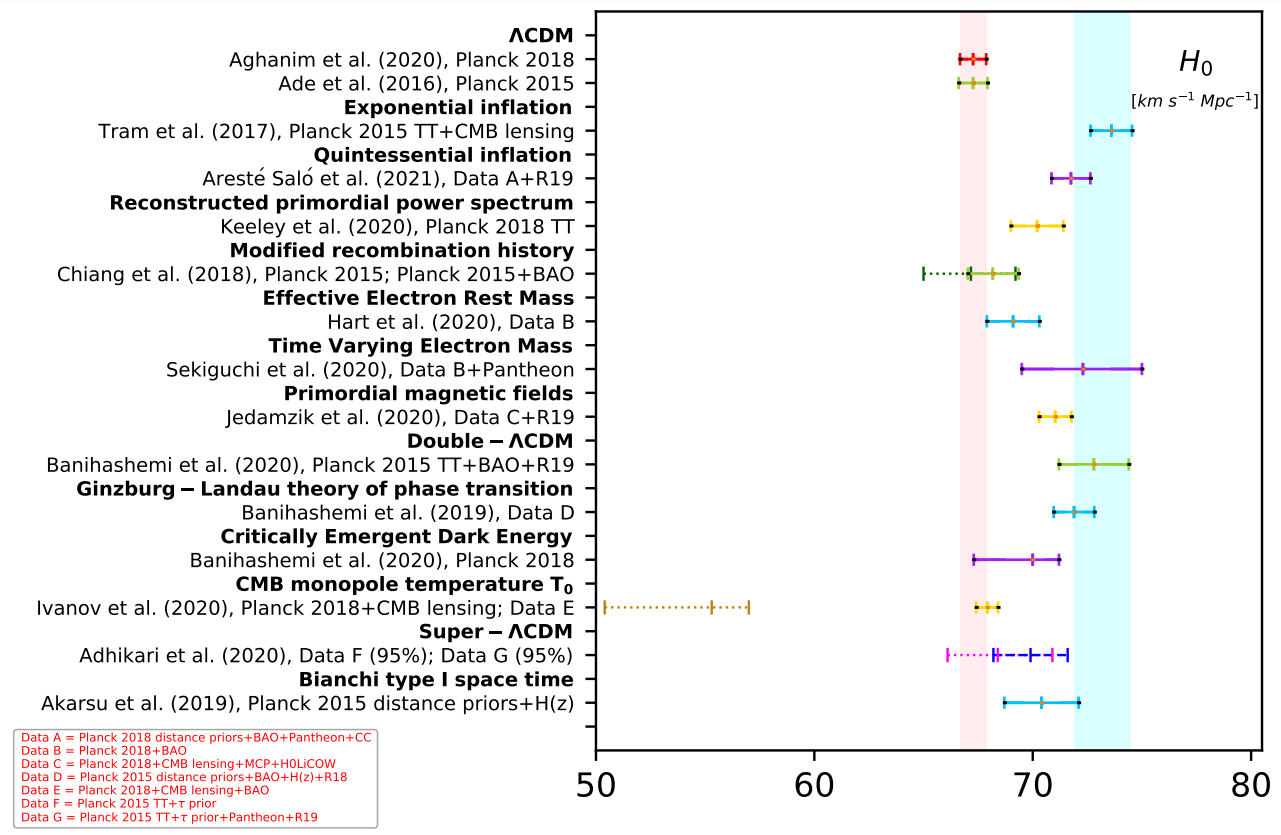 ΛCDM
Aghanim et al. (2020), Planck 2018
Ade et al. (2016), Planck 2015
Exponential inflation
Tram et al. (2017), Planck 2015 TT+CMB lensing
Quintessential inflation
Aresté Saló et al. (2021), Data A+R19
Reconstructed primordial power spectrum
Keeley et al. (2020), Planck 2018 TT
Modified recombination history
Chiang et al. (2018), Planck 2015; Planck 2015+BAO
Effective Electron Rest Mass
Hart et al. (2020), Data B
Time Varying Electron Mass
Sekiguchi et al. (2020), Data B+Pantheon
Primordial magnetic fields
Jedamzik et al. (2020), Data C+R19
Double − ΛCDM
Banihashemi et al. (2020), Planck 2015 TT+BAO+R19
Ginzburg − Landau theory of phase transition
Banihashemi et al. (2019), Data D
Critically Emergent Dark Energy
Banihashemi et al. (2020), Planck 2018
CMB monopole temperature T₀
Ivanov et al. (2020), Planck 2018+CMB lensing; Data E
Super − ΛCDM
Adhikari et al. (2020), Data F (95%); Data G (95%)
Bianchi type I space time
Akarsu et al. (2019), Planck 2015 distance priors+H(z)
H₀
[km s⁻¹ Mpc⁻¹]
50 60 70 80
Data A = Planck 2018 distance priors+BAO+Pantheon+CC
Data B = Planck 2018+BAO
Data C = Planck 2018+CMB lensing+MCP+H0LiCOW
Data D = Planck 2015 distance priors+BAO+H(z)+R18
Data E = Planck 2018+CMB lensing+BAO
Data F = Planck 2015 TT+τ prior
Data G = Planck 2015 TT+τ prior+Pantheon+R19